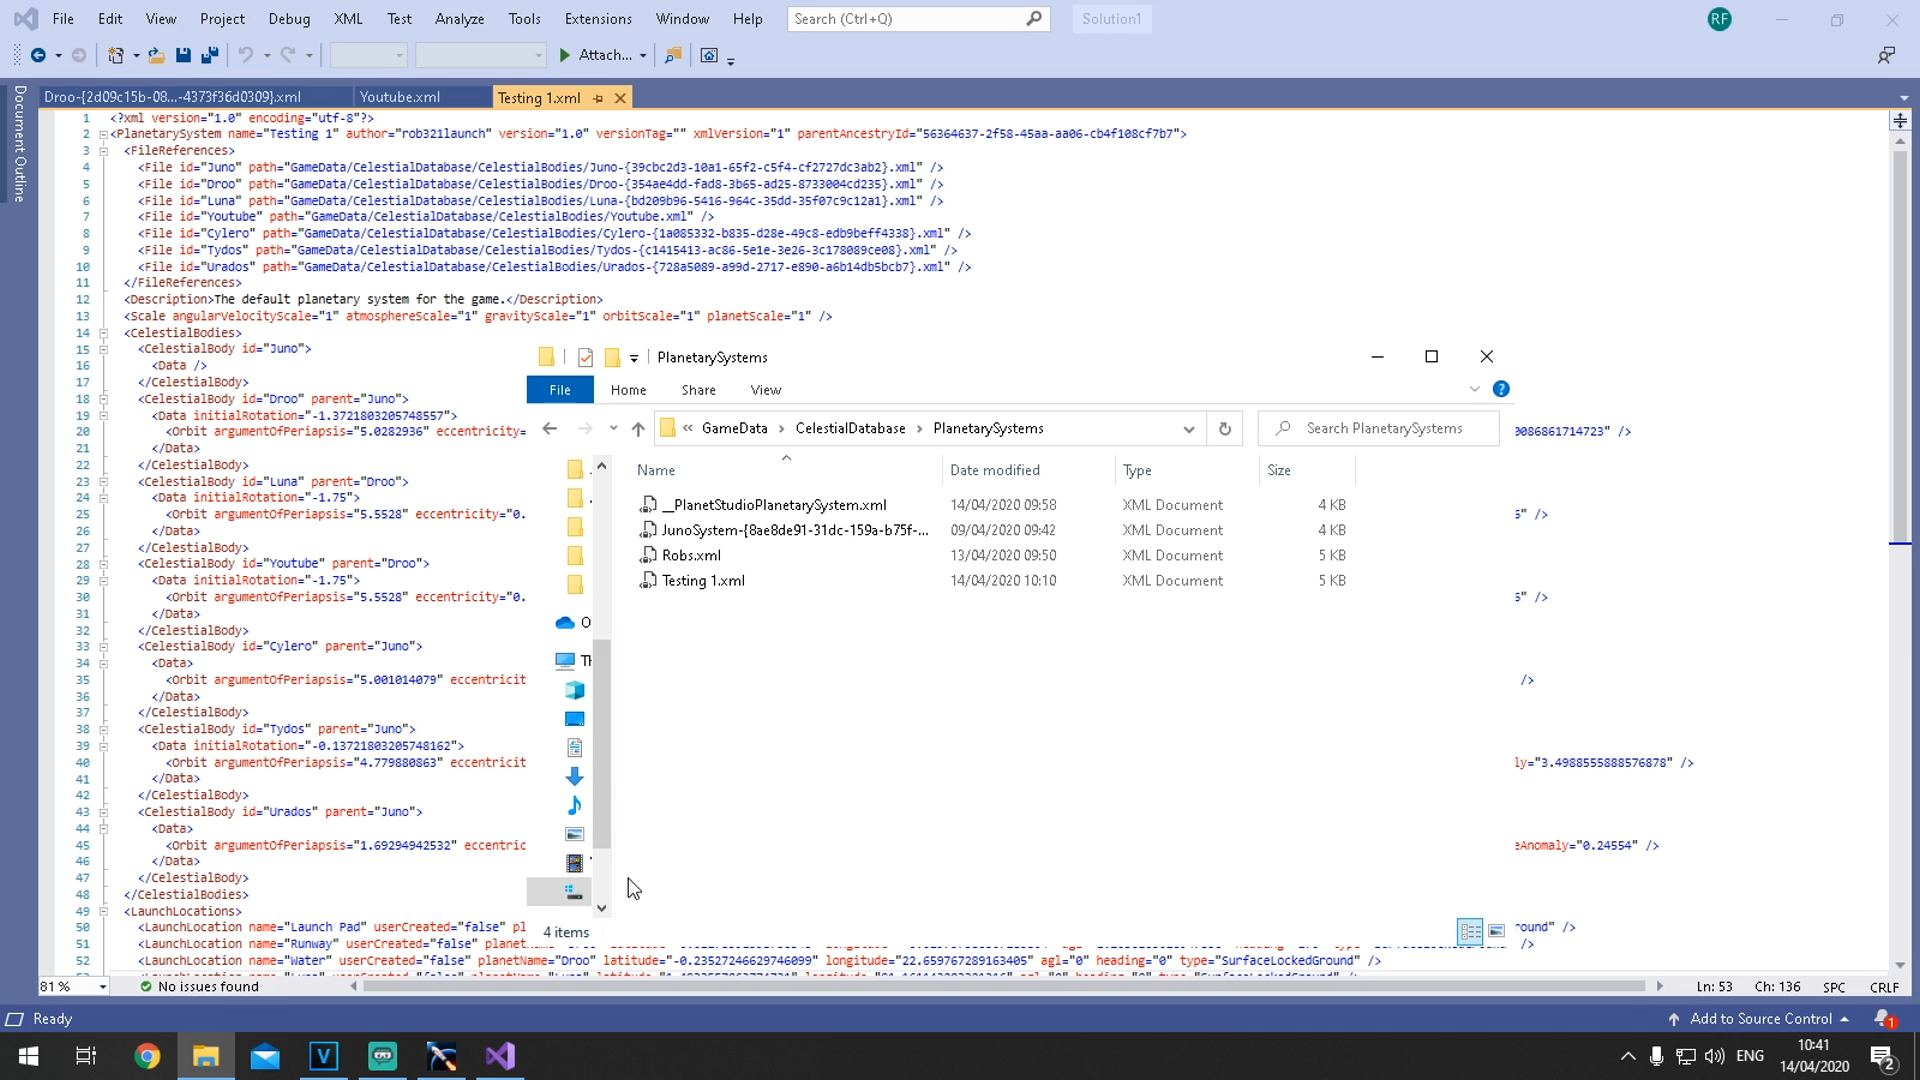 File Edit View Project Debug XML Test Analyze Tools Extensions Window Help Search (Ctrl+Q) Solution1 RF
Attach...
Document Outline
Droo-{2d09c15b-08...-4373f36d0309}.xml Youtube.xml Testing 1.xml
1 <?xml version="1.0" encoding="utf-8"?>
2 <PlanetarySystem name="Testing 1" author="rob321launch" version="1.0" versionTag="" xmlVersion="1" parentAncestryId="56364637-2f58-45aa-aa06-cb4f108cf7b7">
3 <FileReferences>
4 <File id="Juno" path="GameData/CelestialDatabase/CelestialBodies/Juno-{39cbc2d3-10a1-65f2-c5f4-cf2727dc3ab2}.xml" />
5 <File id="Droo" path="GameData/CelestialDatabase/CelestialBodies/Droo-{354ae4dd-fad8-3b65-ad25-8733004cd235}.xml" />
6 <File id="Luna" path="GameData/CelestialDatabase/CelestialBodies/Luna-{bd209b96-5416-964c-35dd-35f07c9c12a1}.xml" />
7 <File id="Youtube" path="GameData/CelestialDatabase/CelestialBodies/Youtube.xml" />
8 <File id="Cylero" path="GameData/CelestialDatabase/CelestialBodies/Cylero-{1a085332-b835-d28e-49c8-edb9beff4338}.xml" />
9 <File id="Tydos" path="GameData/CelestialDatabase/CelestialBodies/Tydos-{c1415413-ac86-5e1e-3e26-3c178089ce08}.xml" />
10 <File id="Urados" path="GameData/CelestialDatabase/CelestialBodies/Urados-{728a5089-a99d-2717-e890-a6b14db5bcb7}.xml" />
11 </FileReferences>
12 <Description>The default planetary system for the game.</Description>
13 <Scale angularVelocityScale="1" atmosphereScale="1" gravityScale="1" orbitScale="1" planetScale="1" />
14 <CelestialBodies>
15 <CelestialBody id="Juno">
16 <Data />
17 </CelestialBody>
18 <CelestialBody id="Droo" parent="Juno">
19 <Data initialRotation="-1.3721803205748557">
20 <Orbit argumentOfPeriapsis="5.0282936" eccentricity= 0086861714723" />
21 </Data>
22 </CelestialBody>
23 <CelestialBody id="Luna" parent="Droo">
24 <Data initialRotation="-1.75">
25 <Orbit argumentOfPeriapsis="5.5528" eccentricity="0. " />
26 </Data>
27 </CelestialBody>
28 <CelestialBody id="Youtube" parent="Droo">
29 <Data initialRotation="-1.75">
30 <Orbit argumentOfPeriapsis="5.5528" eccentricity="0. " />
31 </Data>
32 </CelestialBody>
33 <CelestialBody id="Cylero" parent="Juno">
34 <Data>
35 <Orbit argumentOfPeriapsis="5.001014079" eccentricit />
36 </Data>
37 </CelestialBody>
38 <CelestialBody id="Tydos" parent="Juno">
39 <Data initialRotation="-0.13721803205748162">
40 <Orbit argumentOfPeriapsis="4.779880863" eccentricit ly="3.4988555888576878" />
41 </Data>
42 </CelestialBody>
43 <CelestialBody id="Urados" parent="Juno">
44 <Data>
45 <Orbit argumentOfPeriapsis="1.69294942532" eccentric eAnomaly="0.24554" />
46 </Data>
47 </CelestialBody>
48 </CelestialBodies>
49 <LaunchLocations>
50 <LaunchLocation name="Launch Pad" userCreated="false" pl round" />
51 <LaunchLocation name="Runway" userCreated="false" planet />
52 <LaunchLocation name="Water" userCreated="false" planetName="Droo" latitude="-0.23527246629746099" longitude="22.659767289163405" agl="0" heading="0" type="SurfaceLockedGround" />
PlanetarySystems
File Home Share View
GameData CelestialDatabase PlanetarySystems Search PlanetarySystems
Name Date modified Type Size
__PlanetStudioPlanetarySystem.xml 14/04/2020 09:58 XML Document 4 KB
JunoSystem-{8ae8de91-31dc-159a-b75f-... 09/04/2020 09:42 XML Document 4 KB
Robs.xml 13/04/2020 09:50 XML Document 5 KB
Testing 1.xml 14/04/2020 10:10 XML Document 5 KB
O
Th
4 items
81 % No issues found Ln: 53 Ch: 136 SPC CRLF
Ready Add to Source Control 1
ENG 10:41
14/04/2020 2